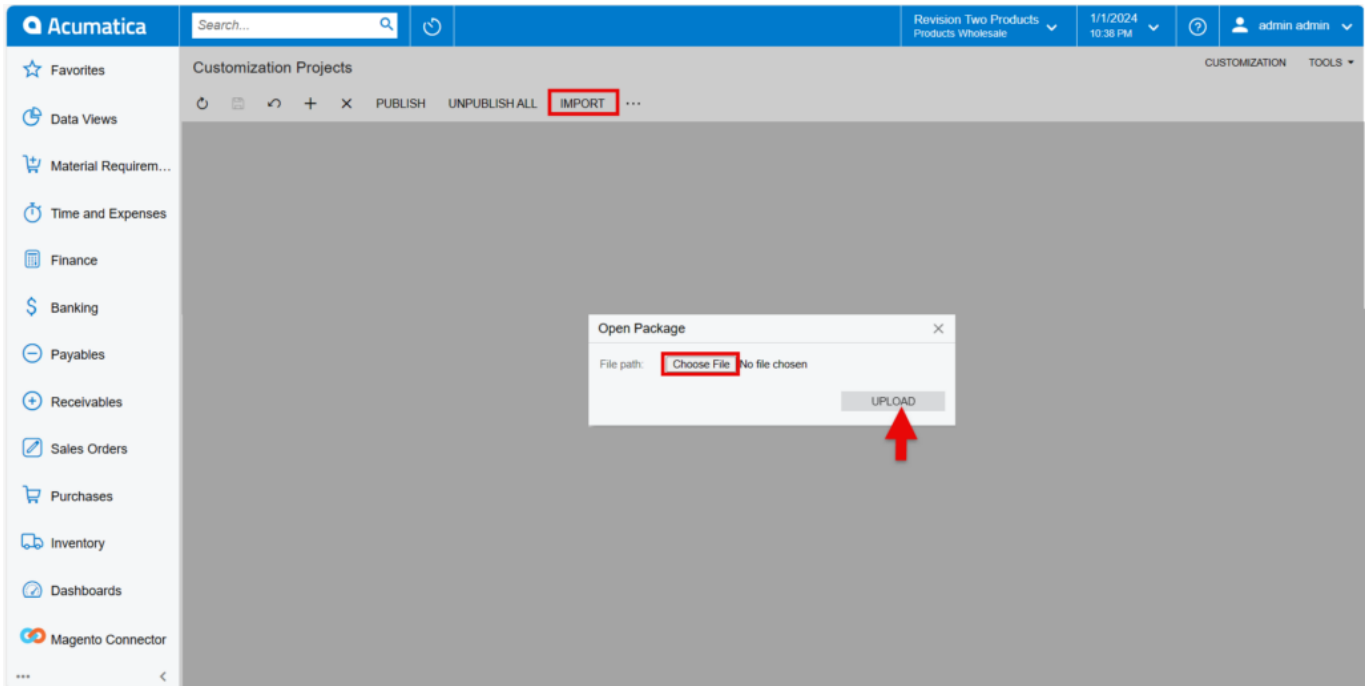 Acumatica
Search...
Revision Two Products
Products Wholesale
1/1/2024
10:38 PM
admin admin
Favorites
Data Views
Material Requirem...
Time and Expenses
Finance
Banking
Payables
Receivables
Sales Orders
Purchases
Inventory
Dashboards
Magento Connector
Customization Projects
CUSTOMIZATION TOOLS
PUBLISH UNPUBLISH ALL IMPORT
Open Package
File path: Choose File No file chosen
UPLOAD